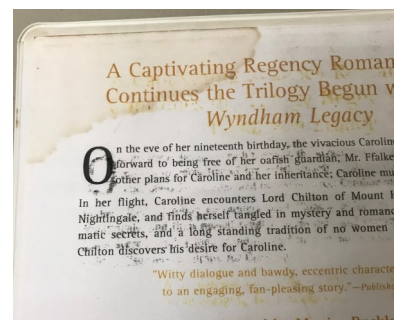 A Captivating Regency Roman
Continues the Trilogy Begun w
Wyndham Legacy
On the eve of her nineteenth birthday, the vivacious Caroline
forward to being free of her oafish guardian, Mr. Ffalke
other plans for Caroline and her inheritance; Caroline mu
In her flight, Caroline encounters Lord Chilton of Mount
Nightingale, and finds herself tangled in mystery and romanc
matic secrets, and a long standing tradition of no women
Chilton discovers his desire for Caroline.
"Witty dialogue and bawdy, eccentric characte
to an engaging, fan-pleasing story."—Publishe